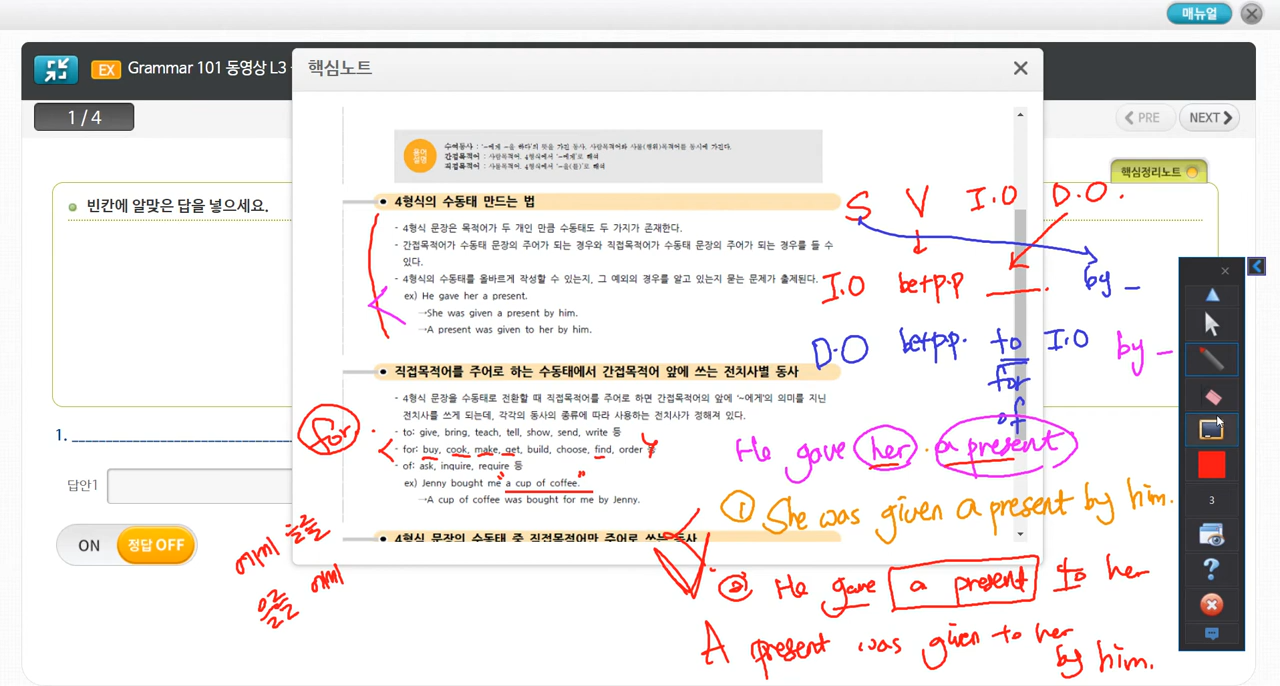 매뉴얼
EX Grammar 101 동영상 L3
핵심노트
1 / 4
PRE
NEXT
핵심정리노트
빈칸에 알맞은 답을 넣으세요.
1.
답안1
ON 정답 OFF
용어설명
수여동사 : '~에게 ~을 하다'의 뜻을 가진 동사. 사람목적어와 사물(행위)목적어를 동시에 가진다.
간접목적어 : 사람목적어. 4형식에서 '~에게'로 해석
직접목적어 : 사물목적어. 4형식에서 '~을(를)'로 해석
4형식의 수동태 만드는 법
- 4형식 문장은 목적어가 두 개인 만큼 수동태도 두 가지가 존재한다.
- 간접목적어가 수동태 문장의 주어가 되는 경우와 직접목적어가 수동태 문장의 주어가 되는 경우를 들 수
있다.
- 4형식의 수동태를 올바르게 작성할 수 있는지, 그 예외의 경우를 알고 있는지 묻는 문제가 출제된다.
ex) He gave her a present.
→She was given a present by him.
→A present was given to her by him.
직접목적어를 주어로 하는 수동태에서 간접목적어 앞에 쓰는 전치사별 동사
- 4형식 문장을 수동태로 전환할 때 직접목적어를 주어로 하면 간접목적어의 앞에 '~에게'의 의미를 지닌
전치사를 쓰게 되는데, 각각의 동사의 종류에 따라 사용하는 전치사가 정해져 있다.
- to: give, bring, teach, tell, show, send, write 등
- for: buy, cook, make, get, build, choose, find, order 등
- of: ask, inquire, require 등
ex) Jenny bought me a cup of coffee.
→A cup of coffee was bought for me by Jenny.
4형식 문장의 수동태 중 직접목적어만 주어로 쓰는 동사
S V I.O D.O.
I.O be+p.p by
D.O be+p.p. to I.O by
for
of
for
He gave her a present
① She was given a present by him.
② He gave a present to her
A present was given to her
by him.
에게 을를
을를 에게
3